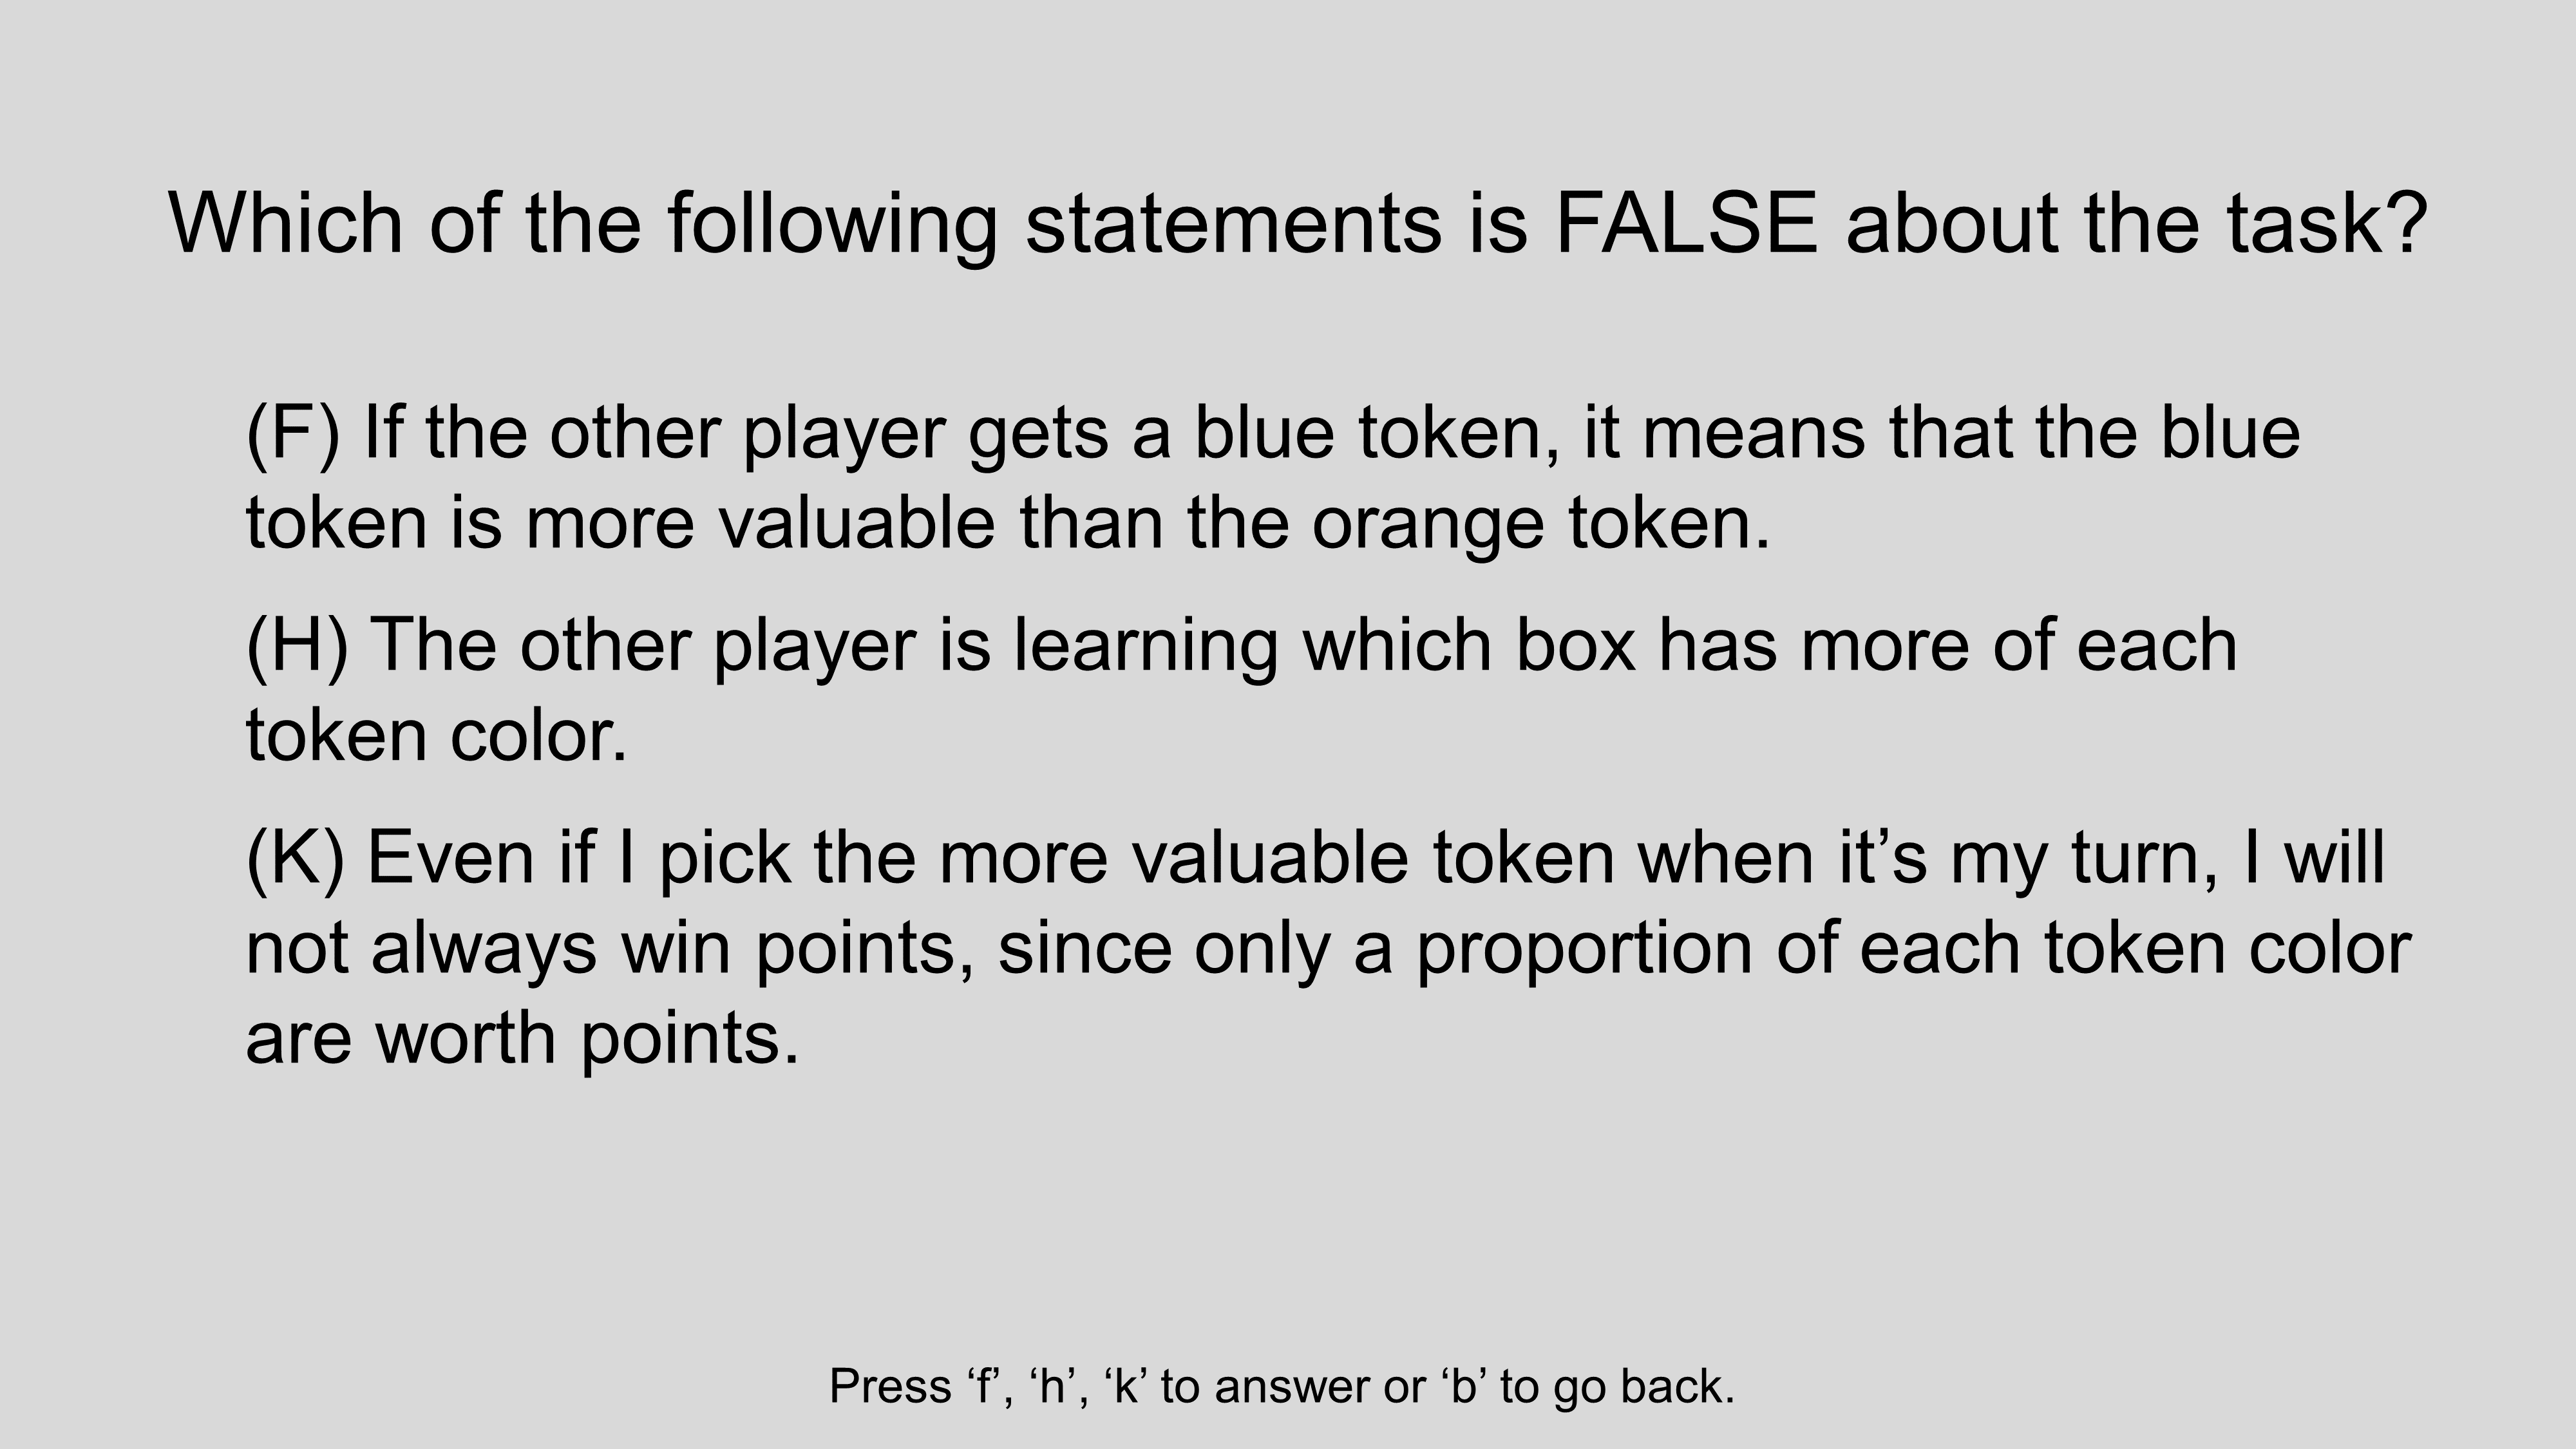 Which of the following statements is FALSE about the task?
(F) If the other player gets a blue token, it means that the blue
token is more valuable than the orange token.
(H) The other player is learning which box has more of each
token color.
(K) Even if I pick the more valuable token when it’s my turn, I will
not always win points, since only a proportion of each token color
are worth points.
Press ‘f’, ‘h’, ‘k’ to answer or ‘b’ to go back.